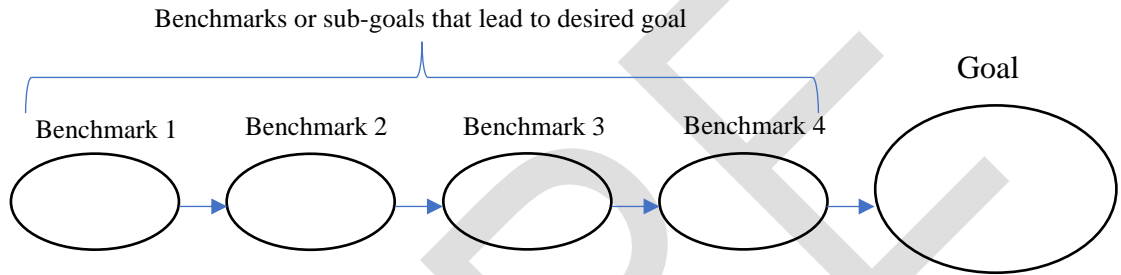 Benchmarks or sub-goals that lead to desired goal
Goal
Benchmark 1
Benchmark 2
Benchmark 3
Benchmark 4